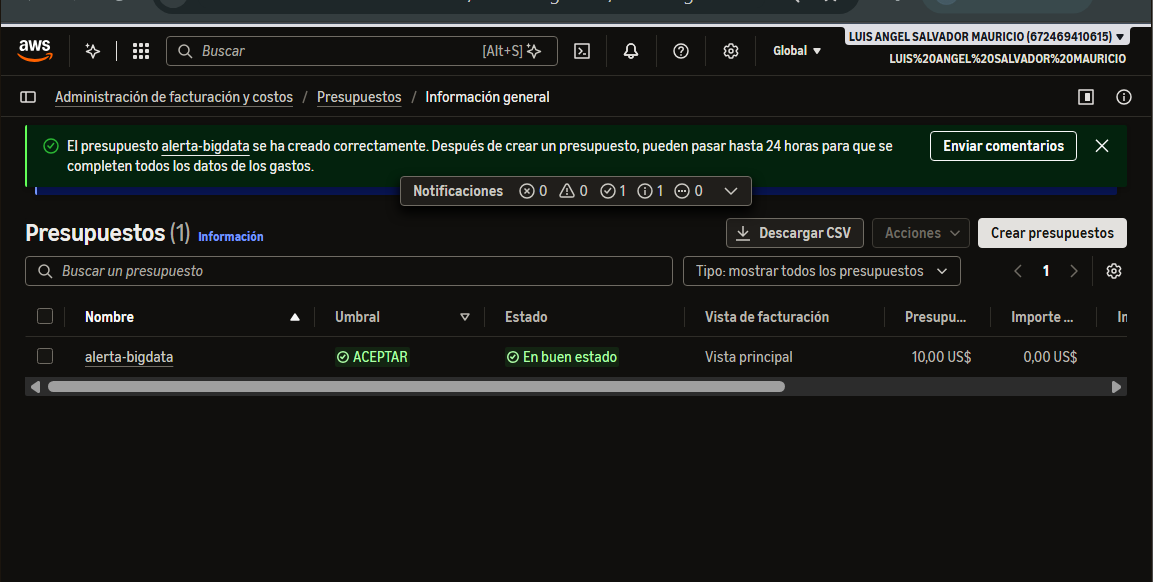 aws
Buscar
[Alt+S]
Global
LUIS ANGEL SALVADOR MAURICIO (672469410615)
LUIS%20ANGEL%20SALVADOR%20MAURICIO
Administración de facturación y costos / Presupuestos / Información general
El presupuesto alerta-bigdata se ha creado correctamente. Después de crear un presupuesto, pueden pasar hasta 24 horas para que se
completen todos los datos de los gastos.
Enviar comentarios
Notificaciones 0 0 1 1 0
Presupuestos (1) Información
Descargar CSV
Acciones
Crear presupuestos
Buscar un presupuesto
Tipo: mostrar todos los presupuestos
1
Nombre Umbral Estado Vista de facturación Presupu... Importe ...
alerta-bigdata ACEPTAR En buen estado Vista principal 10,00 US$ 0,00 US$